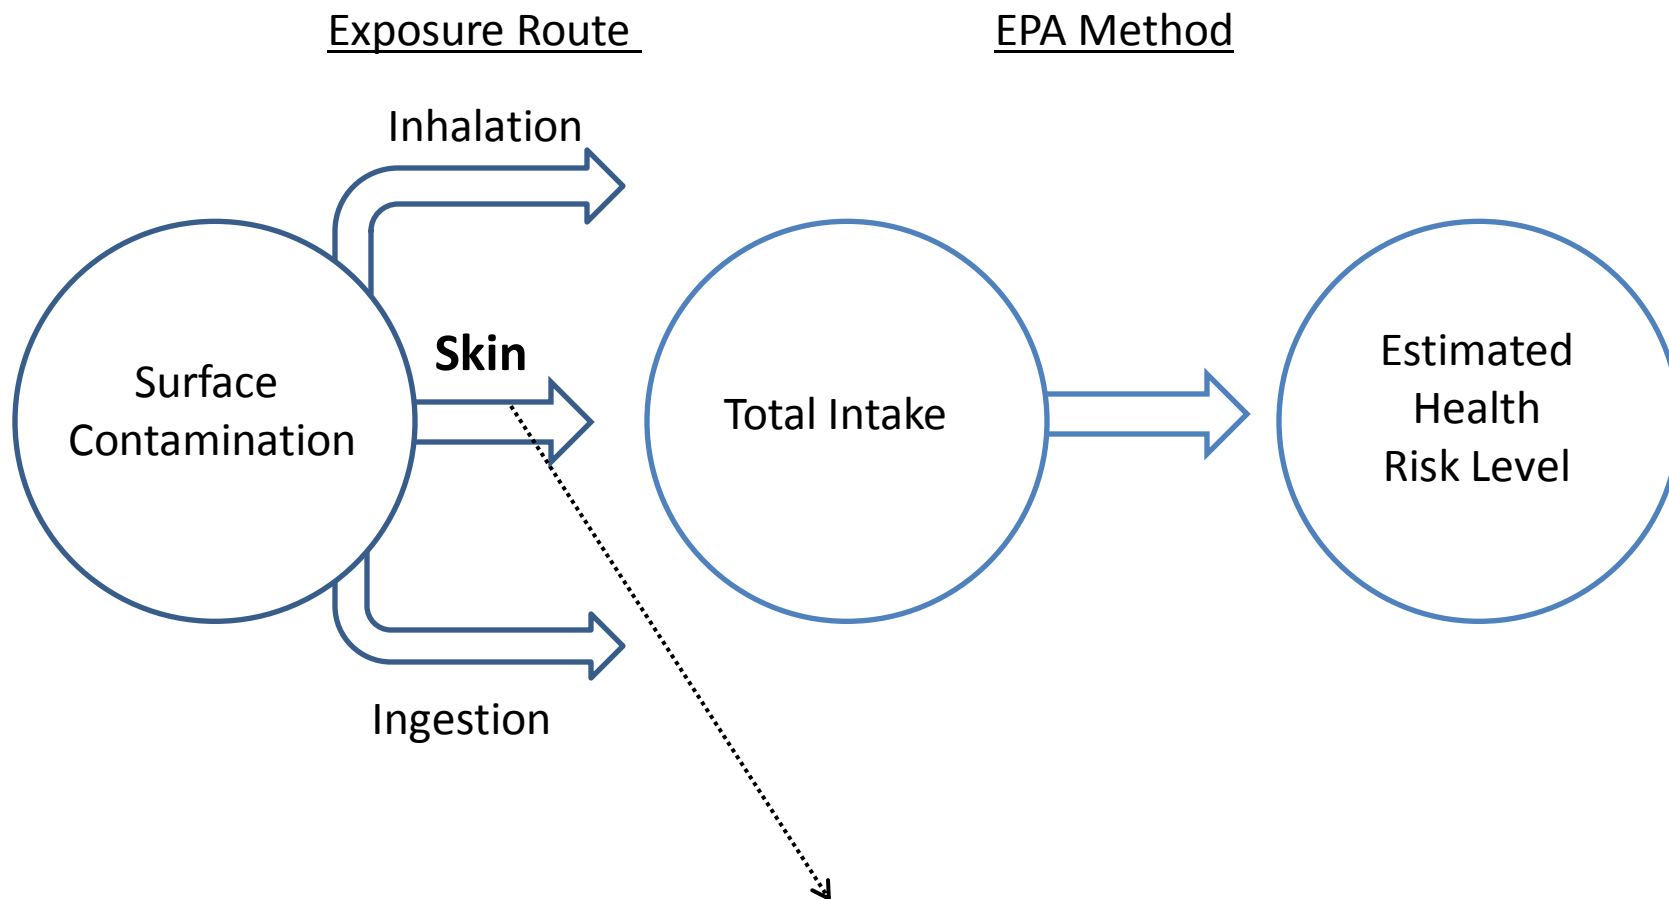 Exposure Route
EPA Method
Inhalation
Skin
Surface
Contamination
Total Intake
Estimated
Health
Risk Level
Ingestion